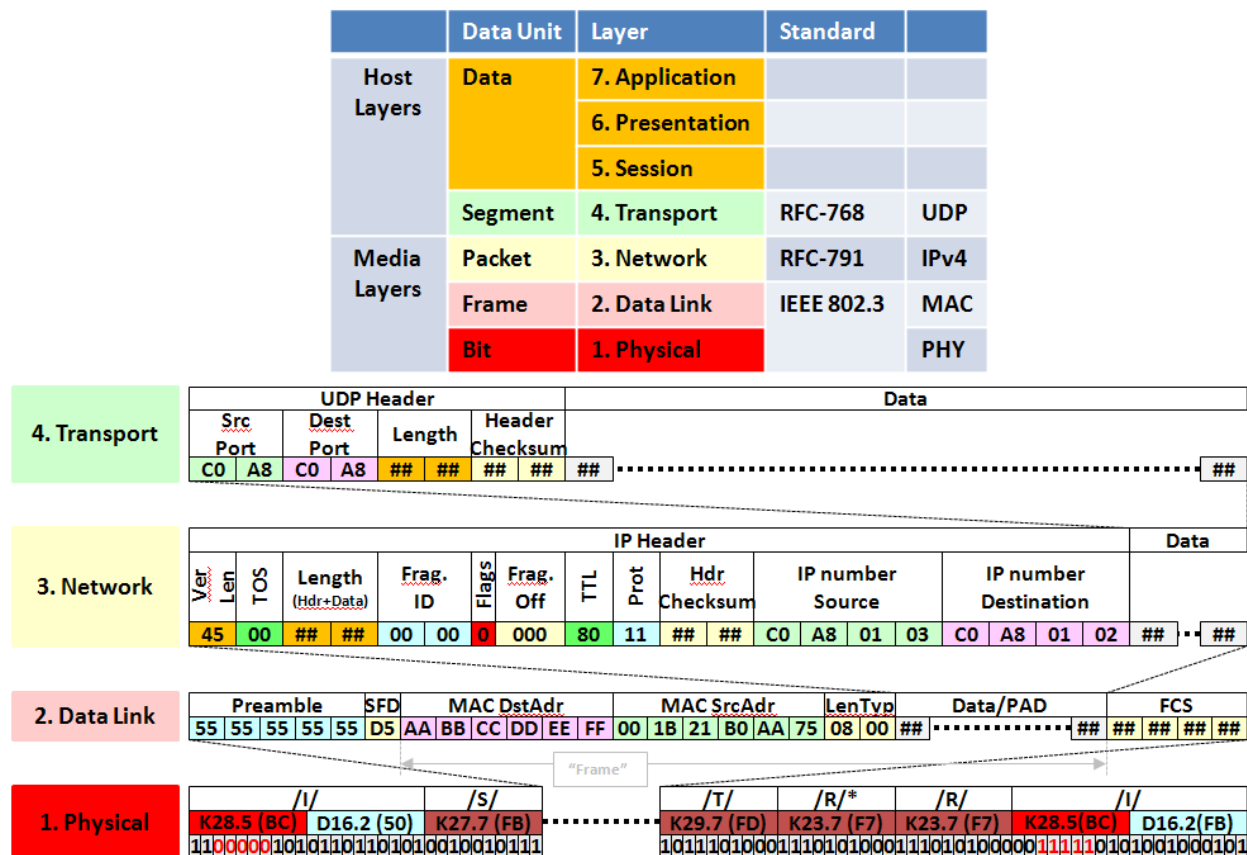 Data Unit Layer Standard
Host Layers Data 7. Application
6. Presentation
5. Session
Segment 4. Transport RFC-768 UDP
Media Layers Packet 3. Network RFC-791 IPv4
Frame 2. Data Link IEEE 802.3 MAC
Bit 1. Physical PHY
4. Transport
UDP Header Data
Src Port Dest Port Length Header Checksum
C0 A8 C0 A8 ## ## ## ## ## ##
3. Network
IP Header Data
Ver Len TOS Length (Hdr+Data) Frag. ID Flags Frag. Off TTL Prot Hdr Checksum IP number Source IP number Destination
45 00 ## ## 00 00 0 000 80 11 ## ## C0 A8 01 03 C0 A8 01 02 ## ##
2. Data Link
Preamble SFD MAC DstAdr MAC SrcAdr LenTyp Data/PAD FCS
55 55 55 55 55 D5 AA BB CC DD EE FF 00 1B 21 B0 AA 75 08 00 ## ## ## ## ## ##
"Frame"
1. Physical
/I/ /S/ /T/ /R/* /R/ /I/
K28.5 (BC) D16.2 (50) K27.7 (FB) K29.7 (FD) K23.7 (F7) K23.7 (F7) K28.5(BC) D16.2(FB)
110000010101101101010010010111 10111010001110101000111010100000111110101001000101